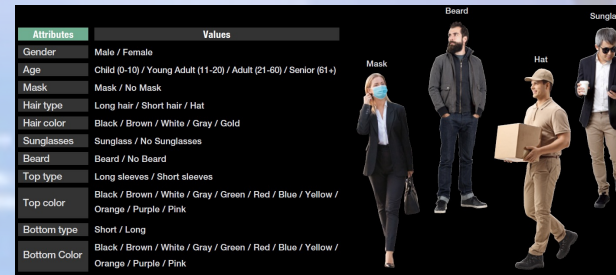 Attributes Values
Gender Male / Female
Age Child (0-10) / Young Adult (11-20) / Adult (21-60) / Senior (61+)
Mask Mask / No Mask
Hair type Long hair / Short hair / Hat
Hair color Black / Brown / White / Gray / Gold
Sunglasses Sunglass / No Sunglasses
Beard Beard / No Beard
Top type Long sleeves / Short sleeves
Top color Black / Brown / White / Gray / Green / Red / Blue / Yellow /
Orange / Purple / Pink
Bottom type Short / Long
Bottom Color Black / Brown / White / Gray / Green / Red / Blue / Yellow /
Orange / Purple / Pink
Mask
Beard
Hat